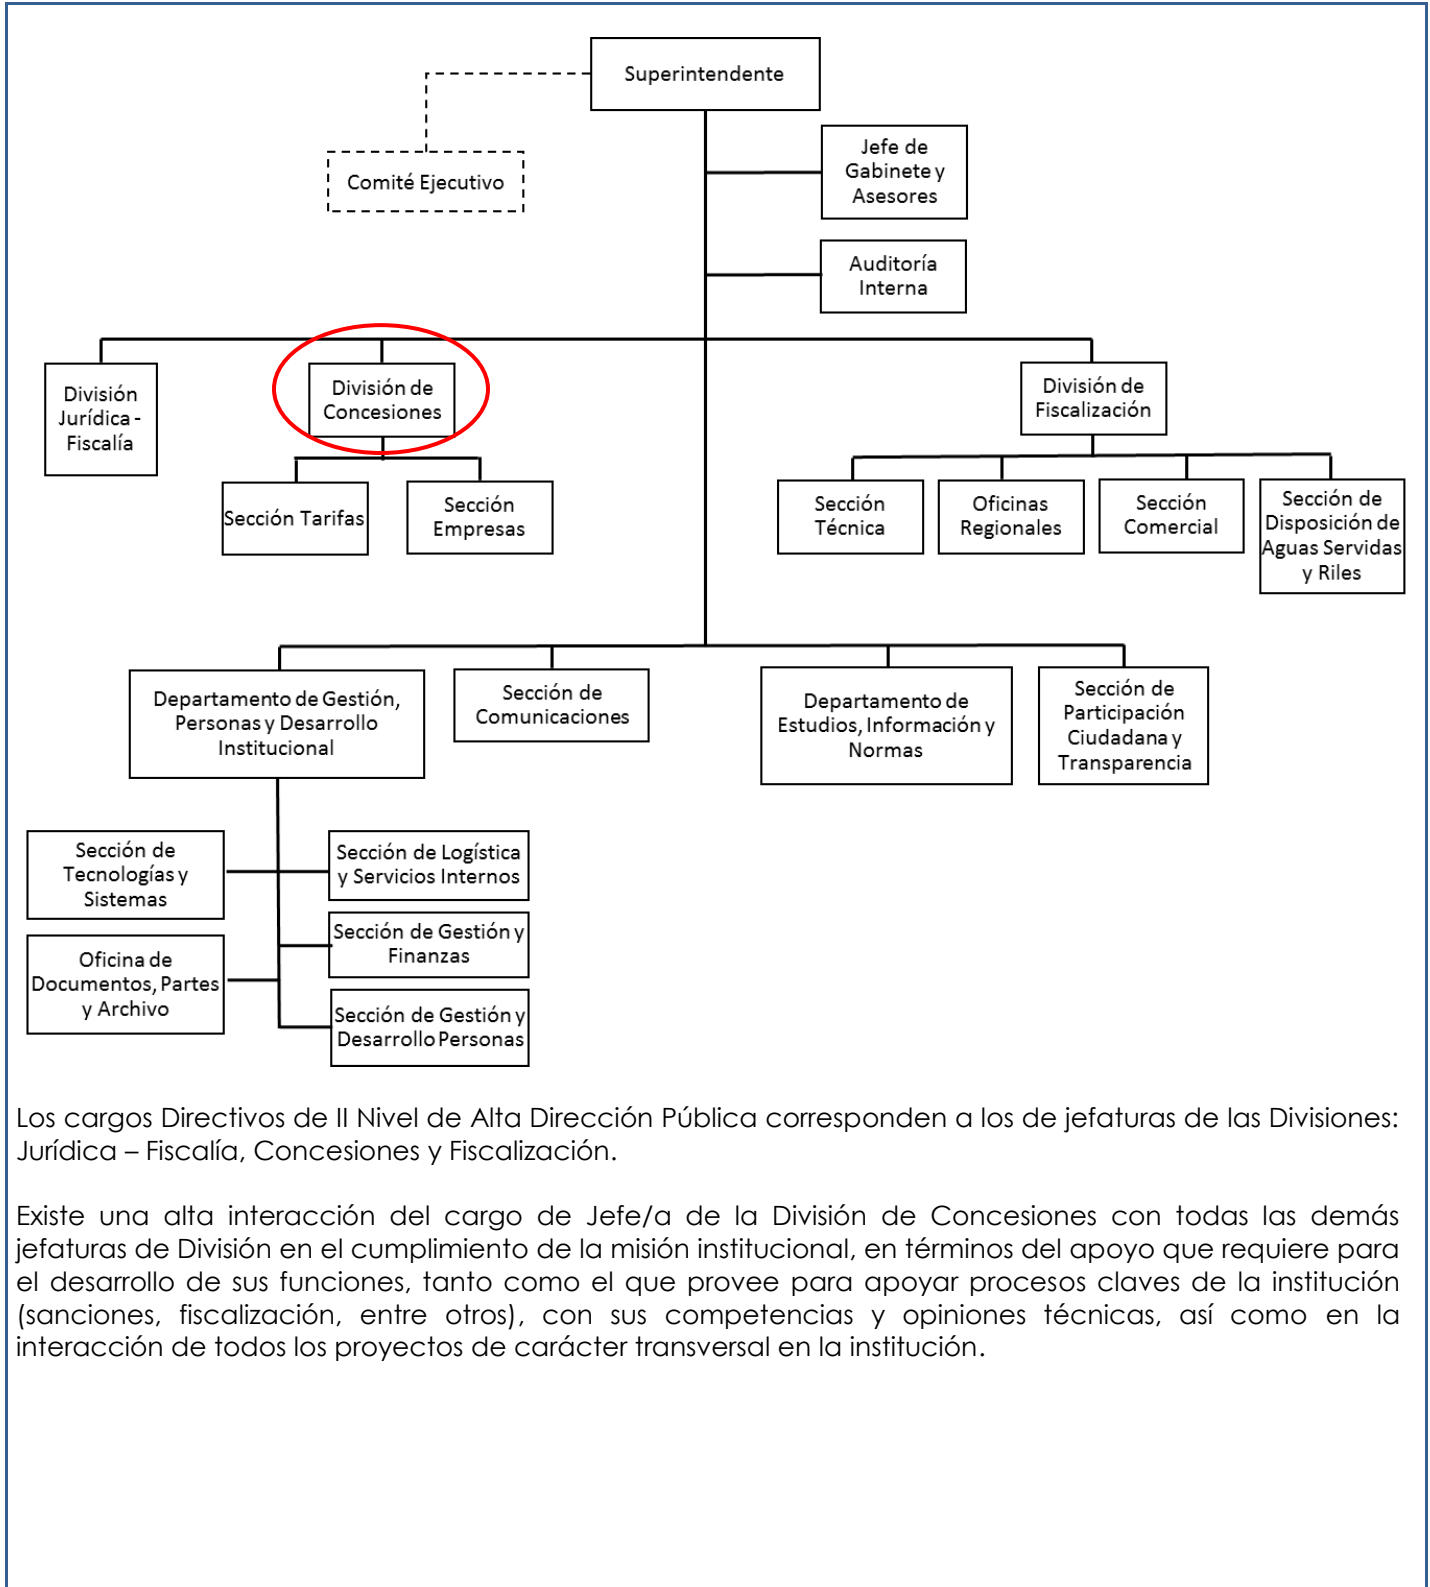 Superintendente
Comité Ejecutivo
Jefe de
Gabinete y
Asesores
Auditoría
Interna
División
Jurídica -
Fiscalía
División de
Concesiones
División de
Fiscalización
Sección Tarifas
Sección
Empresas
Sección
Técnica
Oficinas
Regionales
Sección
Comercial
Sección de
Disposición de
Aguas Servidas
y Riles
Departamento de Gestión,
Personas y Desarrollo
Institucional
Sección de
Comunicaciones
Departamento de
Estudios, Información y
Normas
Sección de
Participación
Ciudadana y
Transparencia
Sección de
Tecnologías y
Sistemas
Sección de Logística
y Servicios Internos
Oficina de
Documentos, Partes
y Archivo
Sección de Gestión y
Finanzas
Sección de Gestión y
Desarrollo Personas
Los cargos Directivos de II Nivel de Alta Dirección Pública corresponden a los de jefaturas de las Divisiones:
Jurídica – Fiscalía, Concesiones y Fiscalización.
Existe una alta interacción del cargo de Jefe/a de la División de Concesiones con todas las demás
jefaturas de División en el cumplimiento de la misión institucional, en términos del apoyo que requiere para
el desarrollo de sus funciones, tanto como el que provee para apoyar procesos claves de la institución
(sanciones, fiscalización, entre otros), con sus competencias y opiniones técnicas, así como en la
interacción de todos los proyectos de carácter transversal en la institución.